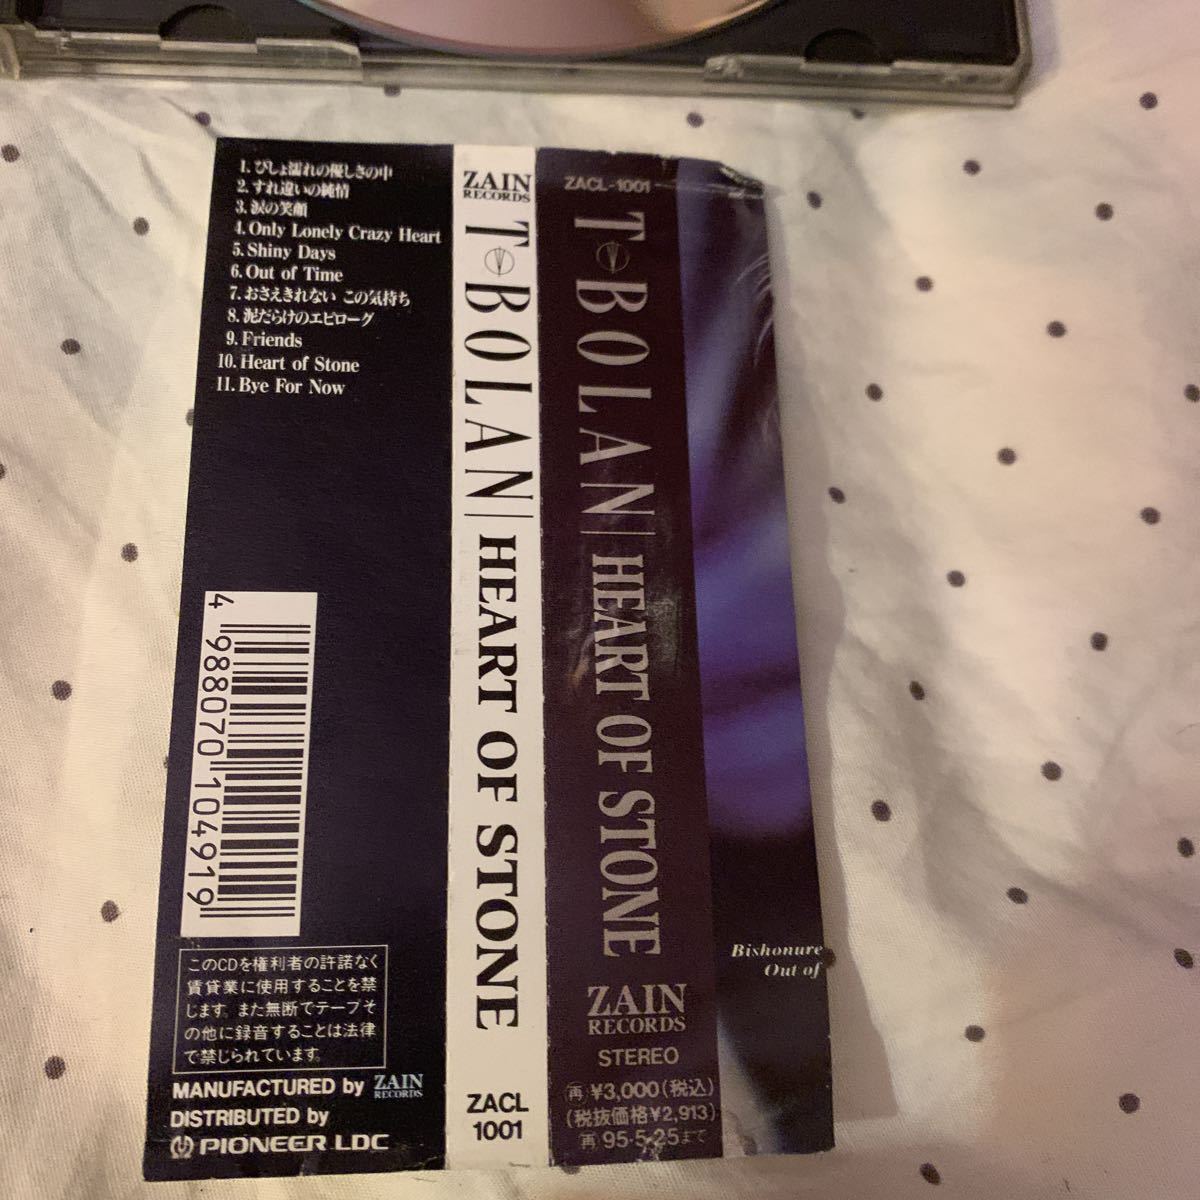 1. びしょ濡れの優しさの中
2. すれ違いの純情
3. 涙の笑顔
4. Only Lonely Crazy Heart
5. Shiny Days
6. Out of Time
7. おさえきれない この気持ち
8. 泥だらけのエピローグ
9. Friends
10. Heart of Stone
11. Bye For Now
4 988070 104919
このCDを権利者の許諾なく
賃貸業に使用することを禁
じます。また無断でテープそ
の他に録音することは法律
で禁じられています。
MANUFACTURED by ZAIN RECORDS
DISTRIBUTED by
PIONEER LDC
ZAIN
RECORDS
T-BOLAN | HEART OF STONE
ZACL
1001
ZACL-1001
T-BOLAN | HEART OF STONE
ZAIN
RECORDS
STEREO
再 ¥3,000(税込)
(税抜価格¥2,913)
再 95·5·25まで
Bishonure
Out of